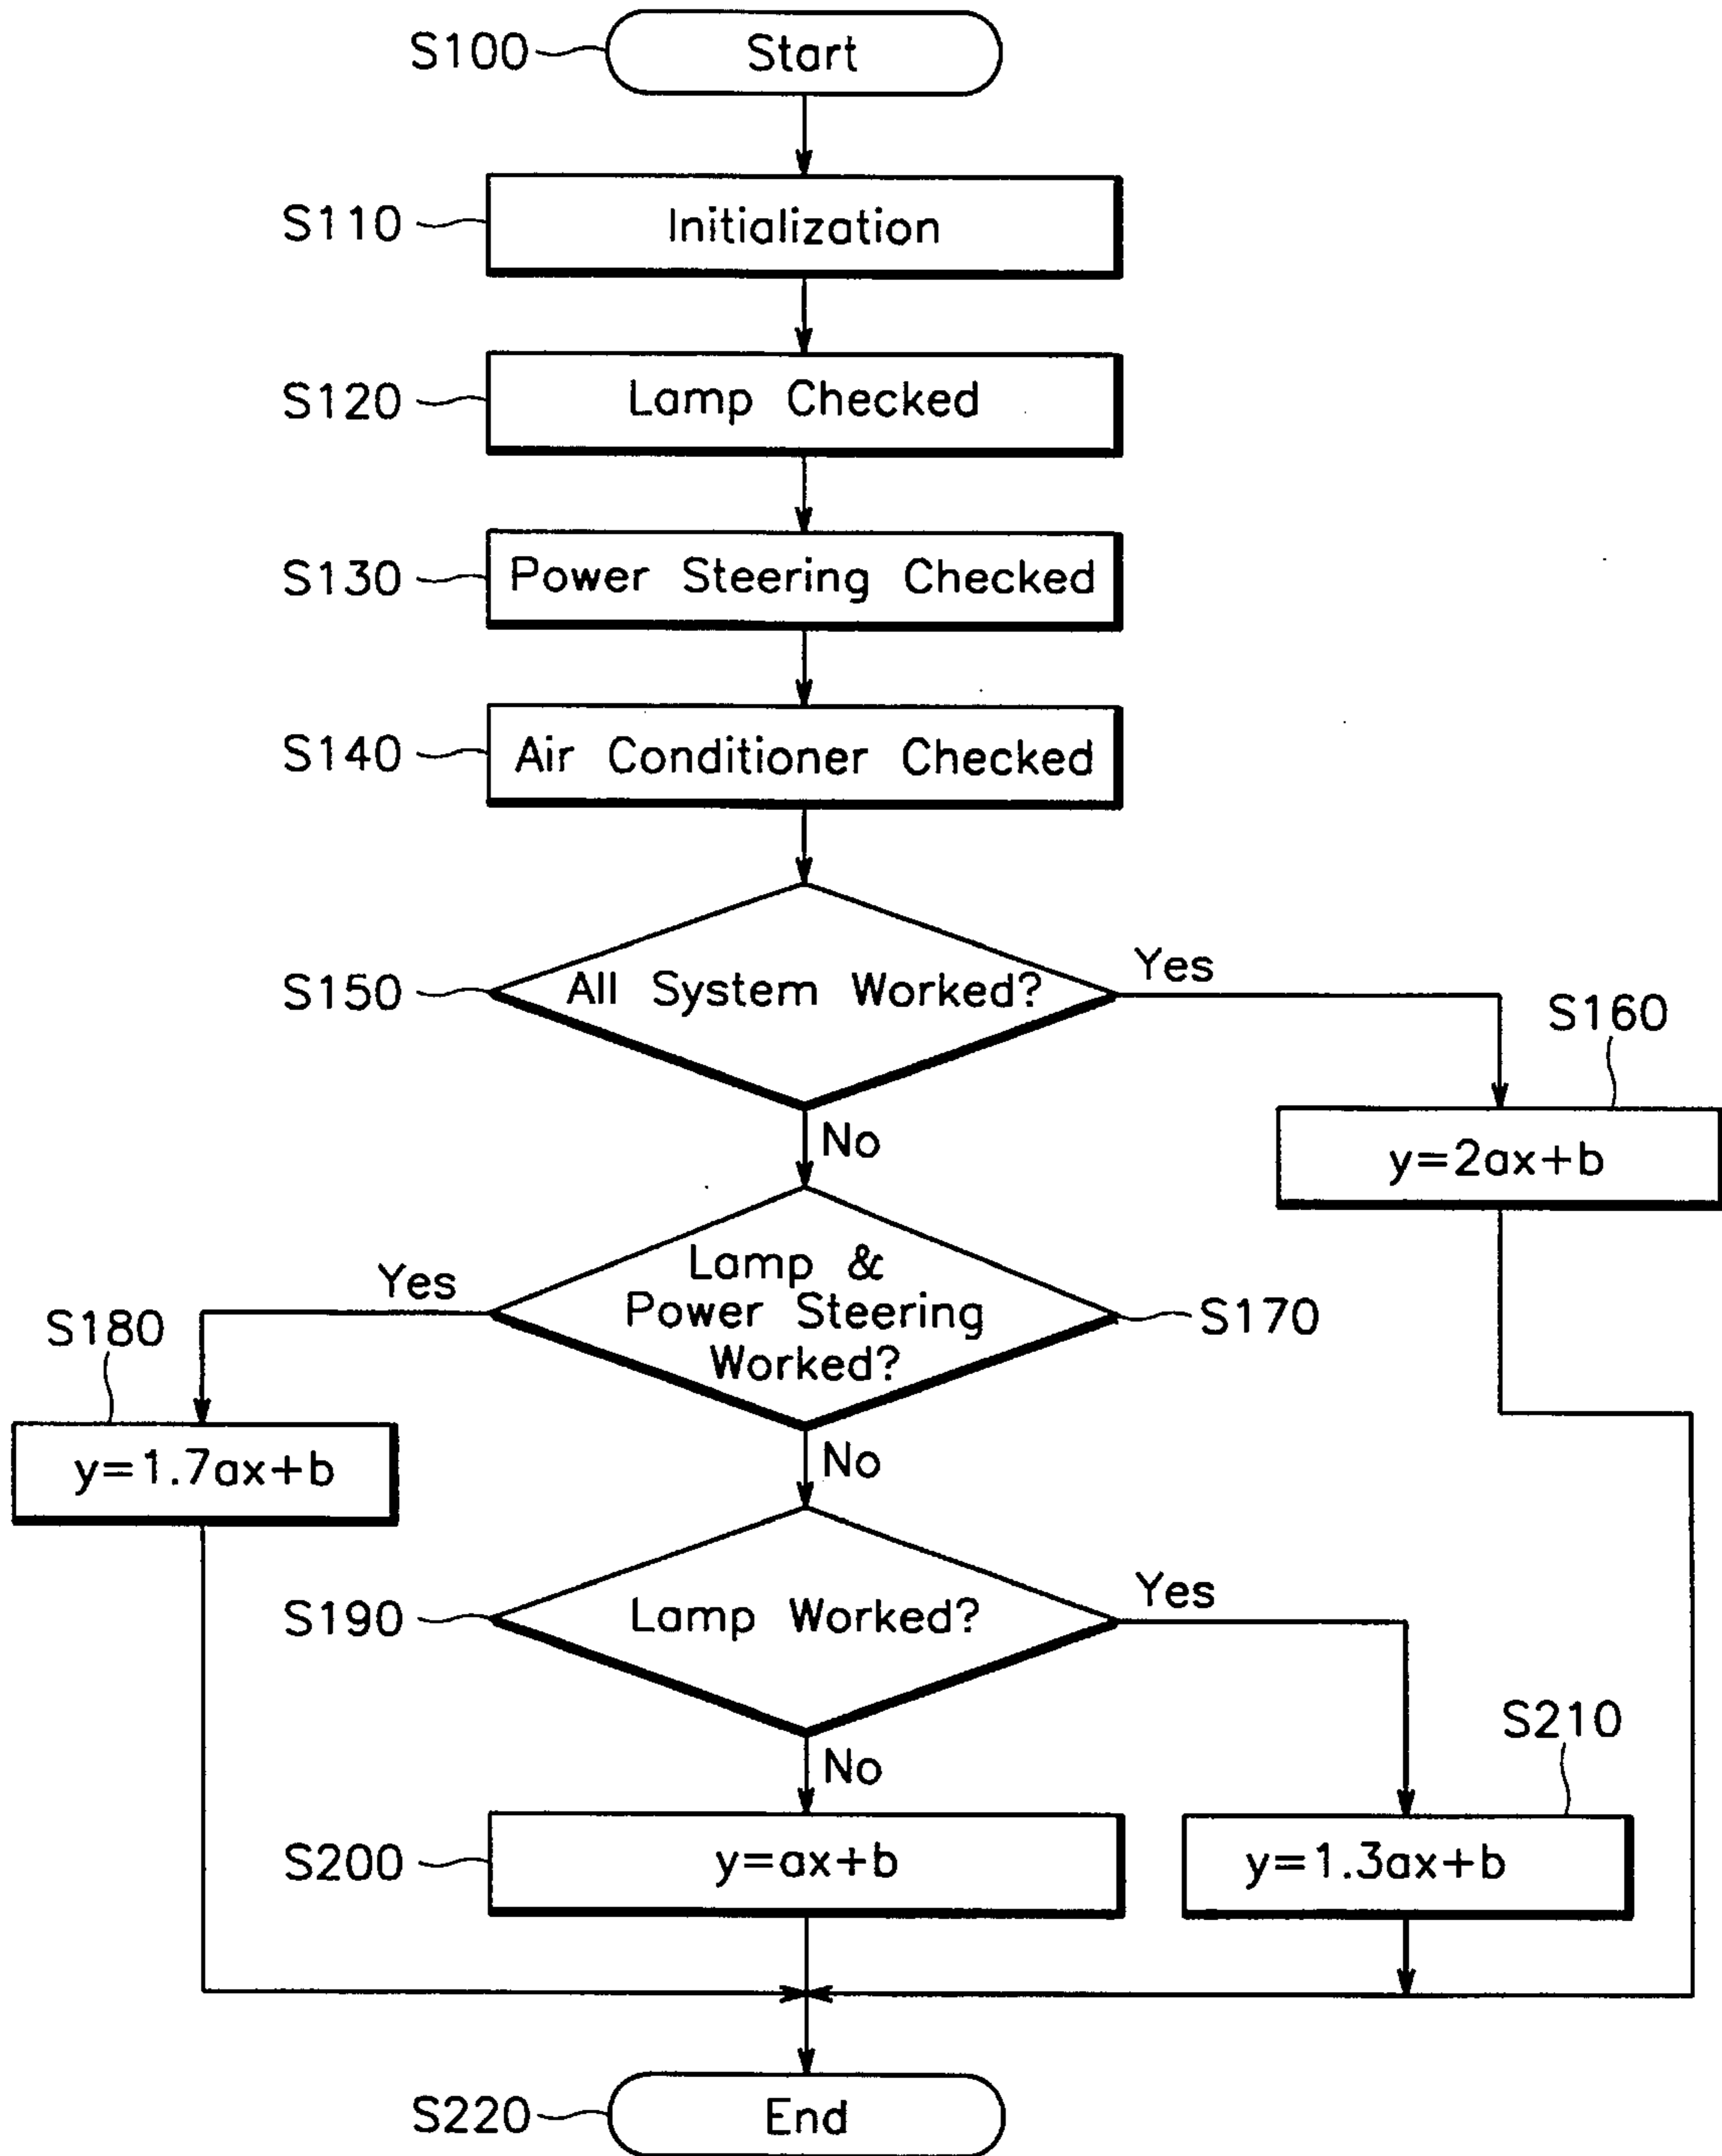 S100
Start
S110
Initialization
S120
Lamp Checked
S130
Power Steering Checked
S140
Air Conditioner Checked
S150
All System Worked?
Yes
S160
y=2ax+b
No
Lamp &
Power Steering
Worked?
S170
Yes
S180
y=1.7ax+b
No
S190
Lamp Worked?
Yes
S210
y=1.3ax+b
No
S200
y=ax+b
S220
End